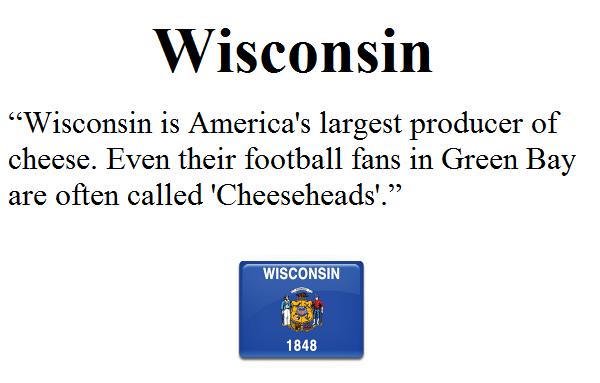 Wisconsin
“Wisconsin is America's largest producer of
cheese. Even their football fans in Green Bay
are often called 'Cheeseheads'.”
WISCONSIN
1848